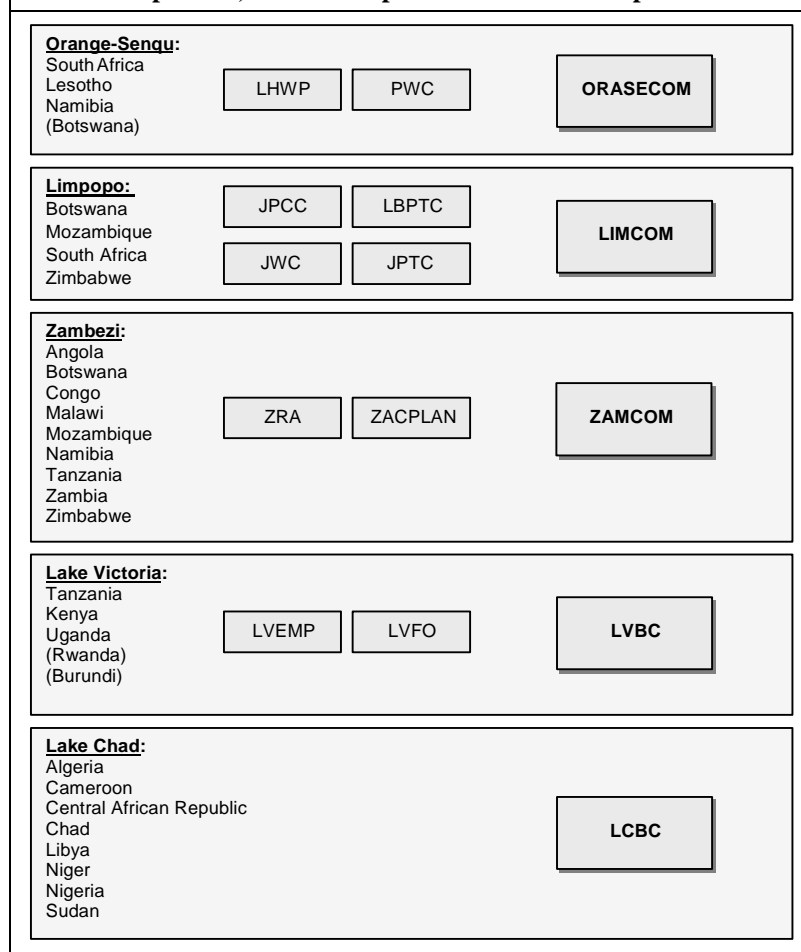 Orange-Senqu:
South Africa
Lesotho
Namibia
(Botswana)
LHWP PWC
ORASECOM
Limpopo:
Botswana
Mozambique
South Africa
Zimbabwe
JPCC LBPTC
JWC JPTC
LIMCOM
Zambezi:
Angola
Botswana
Congo
Malawi
Mozambique
Namibia
Tanzania
Zambia
Zimbabwe
ZRA ZACPLAN
ZAMCOM
Lake Victoria:
Tanzania
Kenya
Uganda
(Rwanda)
(Burundi)
LVEMP LVFO
LVBC
Lake Chad:
Algeria
Cameroon
Central African Republic
Chad
Libya
Niger
Nigeria
Sudan
LCBC